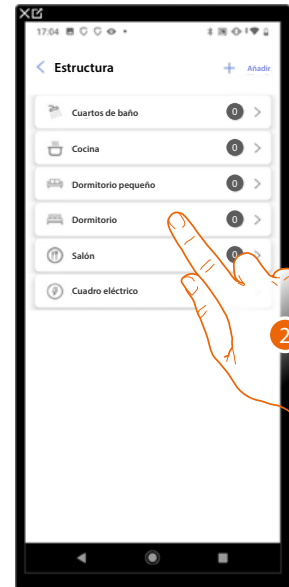 17:04
Estructura
Añadir
Cuartos de baño 0
Cocina 0
Dormitorio pequeño 0
Dormitorio 0
Salón 0
Cuadro eléctrico
2